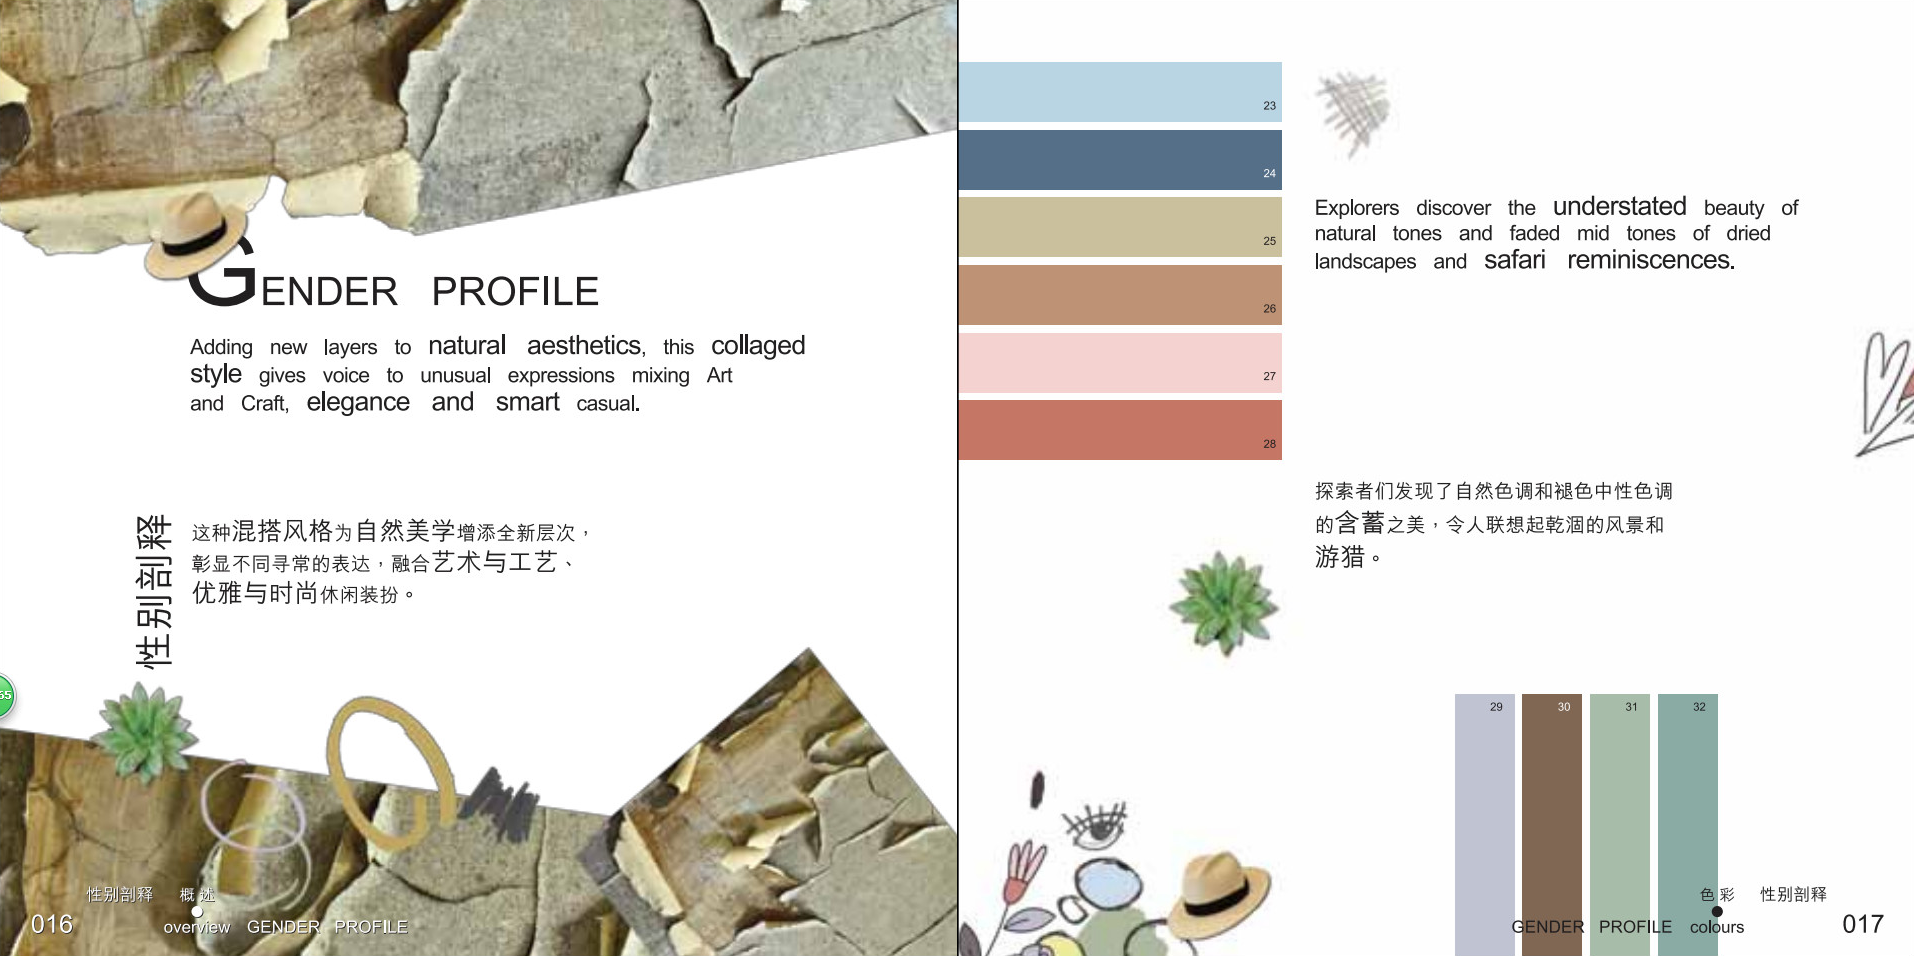 GENDER PROFILE
Adding new layers to natural aesthetics, this collaged
style gives voice to unusual expressions mixing Art
and Craft, elegance and smart casual.
性别剖释
这种混搭风格为自然美学增添全新层次，
彰显不同寻常的表达，融合艺术与工艺、
优雅与时尚休闲装扮。
65
性别剖释 概述
016 overview GENDER PROFILE
23
24
25
26
27
28
Explorers discover the understated beauty of
natural tones and faded mid tones of dried
landscapes and safari reminiscences.
探索者们发现了自然色调和褪色中性色调
的含蓄之美，令人联想起乾涸的风景和
游猎。
29 30 31 32
色彩 性别剖释
GENDER PROFILE colours 017